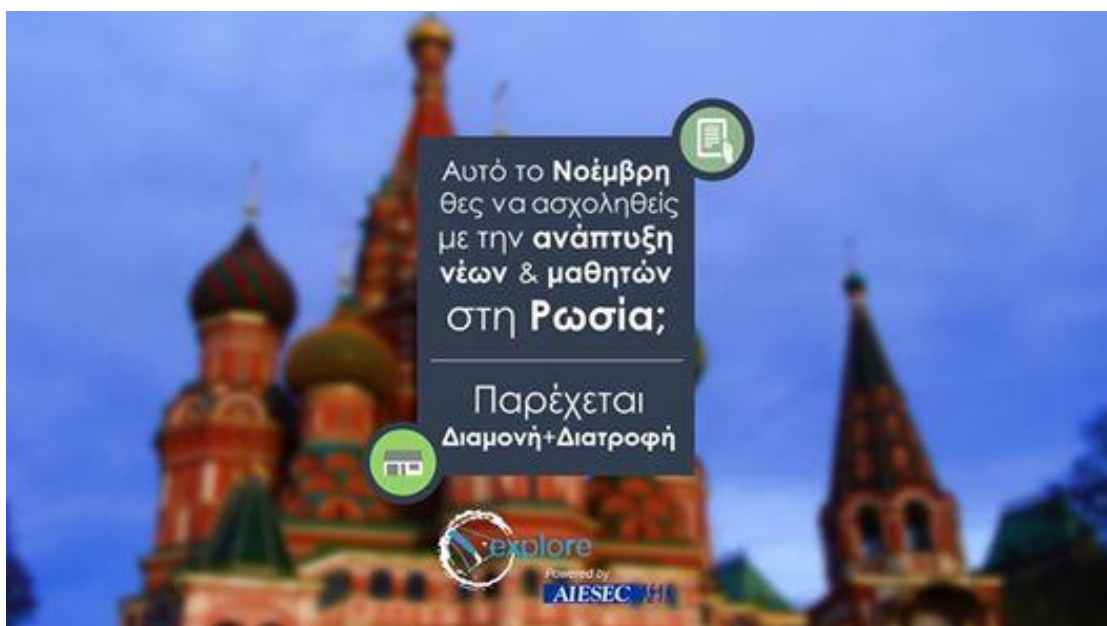 Αυτό το Νοέμβρη
θες να ασχοληθείς
με την ανάπτυξη
νέων & μαθητών
στη Ρωσία;
Παρέχεται
Διαμονή+Διατροφή
explore
Powered by
AIESEC